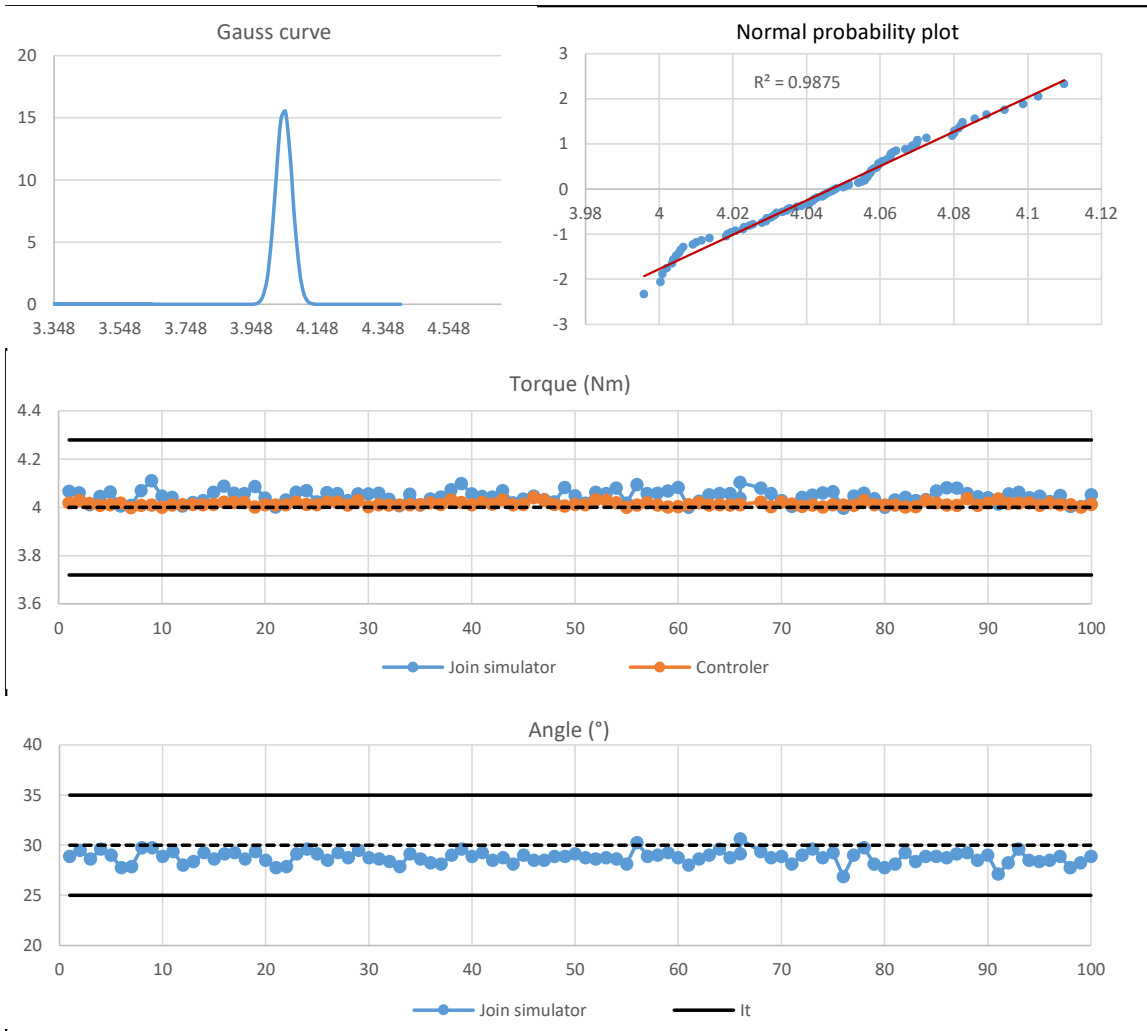 Gauss curve
20
15
10
5
0
3.348 3.548 3.748 3.948 4.148 4.348 4.548
Normal probability plot
R² = 0.9875
3
2
1
0
-1
-2
-3
3.98 4 4.02 4.04 4.06 4.08 4.1 4.12
Torque (Nm)
4.4
4.2
4
3.8
3.6
0 10 20 30 40 50 60 70 80 90 100
Join simulator Controler
Angle (°)
40
35
30
25
20
0 10 20 30 40 50 60 70 80 90 100
Join simulator It